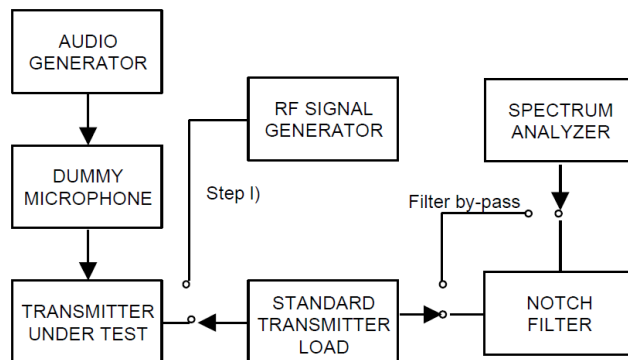 AUDIO
GENERATOR
RF SIGNAL
GENERATOR
SPECTRUM
ANALYZER
DUMMY
MICROPHONE
Step l)
Filter by-pass
TRANSMITTER
UNDER TEST
STANDARD
TRANSMITTER
LOAD
NOTCH
FILTER